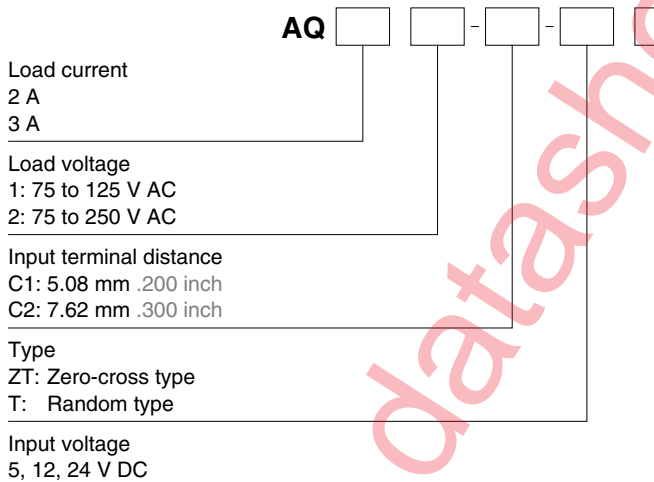 AQ - -
Load current
2 A
3 A
Load voltage
1: 75 to 125 V AC
2: 75 to 250 V AC
Input terminal distance
C1: 5.08 mm .200 inch
C2: 7.62 mm .300 inch
Type
ZT: Zero-cross type
T: Random type
Input voltage
5, 12, 24 V DC